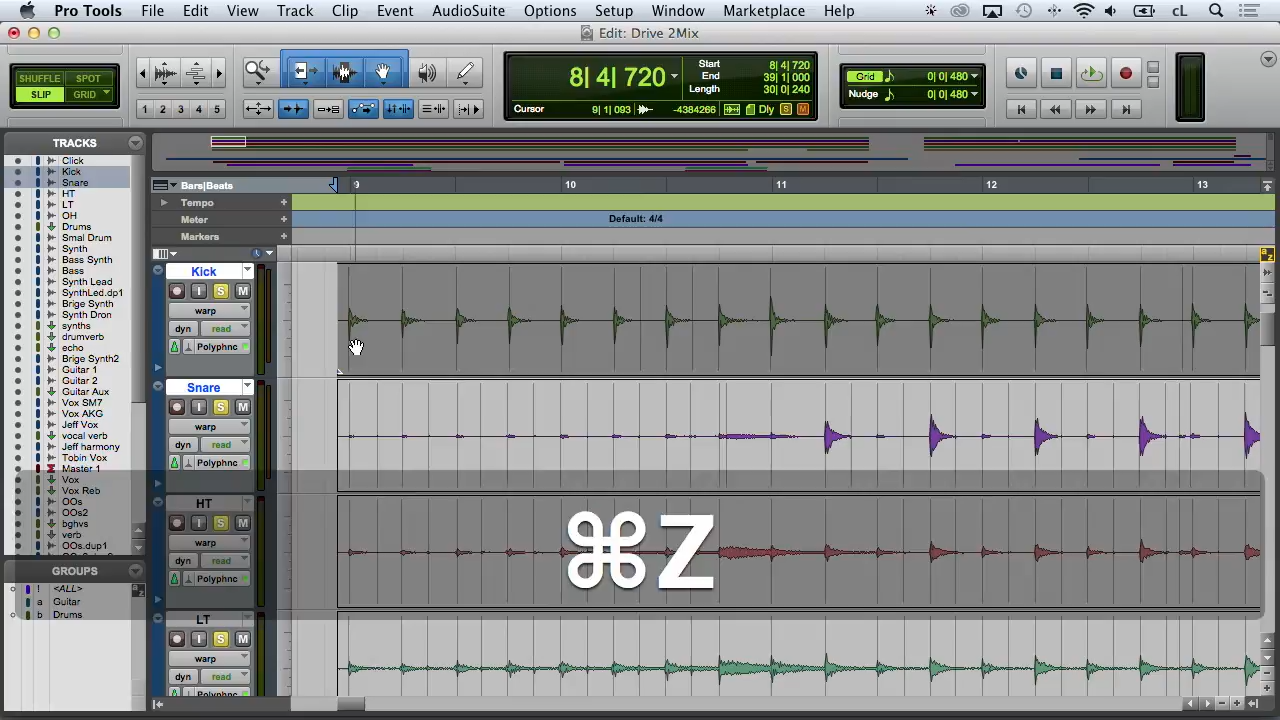 Pro Tools File Edit View Track Clip Event AudioSuite Options Setup Window Marketplace Help cL
Edit: Drive 2Mix
SHUFFLE SPOT
SLIP GRID
1 2 3 4 5
8| 4| 720
Start 8| 4| 720
End 39| 1| 000
Length 30| 0| 240
Cursor 9| 1| 093 -4384266 Dly S M
Grid 0| 0| 480
Nudge 0| 0| 480
TRACKS
Click
Kick
Snare
HT
LT
OH
Drums
Smal Drum
Synth
Bass Synth
Bass
Synth Lead
SynthLed.dp1
Brige Synth
Synth Dron
synths
drumverb
echo
Brige Synth2
Guitar 1
Guitar 2
Guitar Aux
Vox SM7
Vox AKG
Jeff Vox
vocal verb
Jeff harmony
Tobin Vox
Master 1
Vox
Vox Reb
OOs
OOs2
bghvs
verb
OOs.dup1
GROUPS
! <ALL>
a Guitar
b Drums
Bars|Beats
9 10 11 12 13
Tempo
Meter
Default: 4/4
Markers
a z
Kick
I S M
warp
dyn read
Polyphnc
Snare
I S M
warp
dyn read
Polyphnc
HT
I S M
warp
dyn read
Polyphnc
LT
I S M
warp
dyn read
Polyphnc
⌘Z